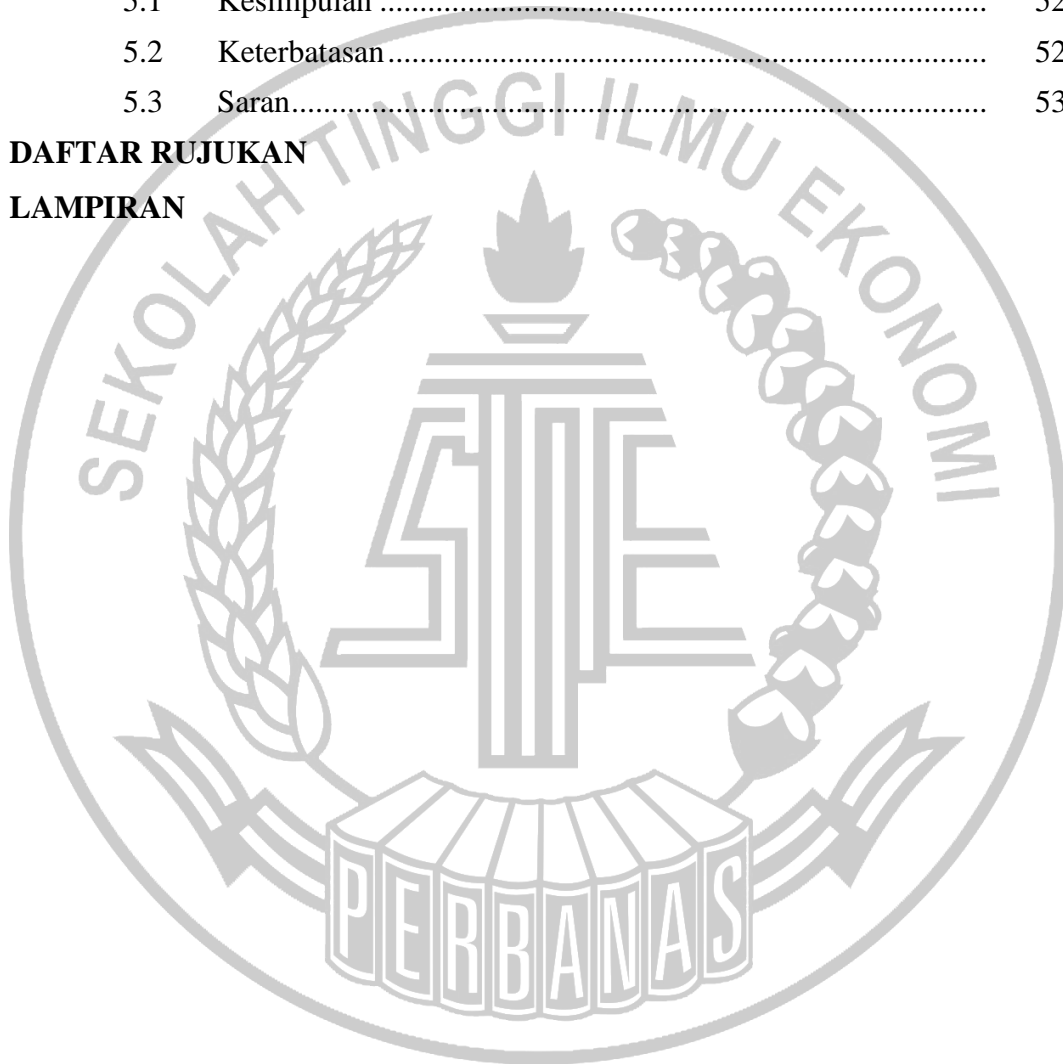 5.1 Kesimpulan ........................................................................... 52
5.2 Keterbatasan .......................................................................... 52
5.3 Saran...................................................................................... 53
DAFTAR RUJUKAN
LAMPIRAN
SEKOLAH TINGGI ILMU EKONOMI
STIE
PERBANAS